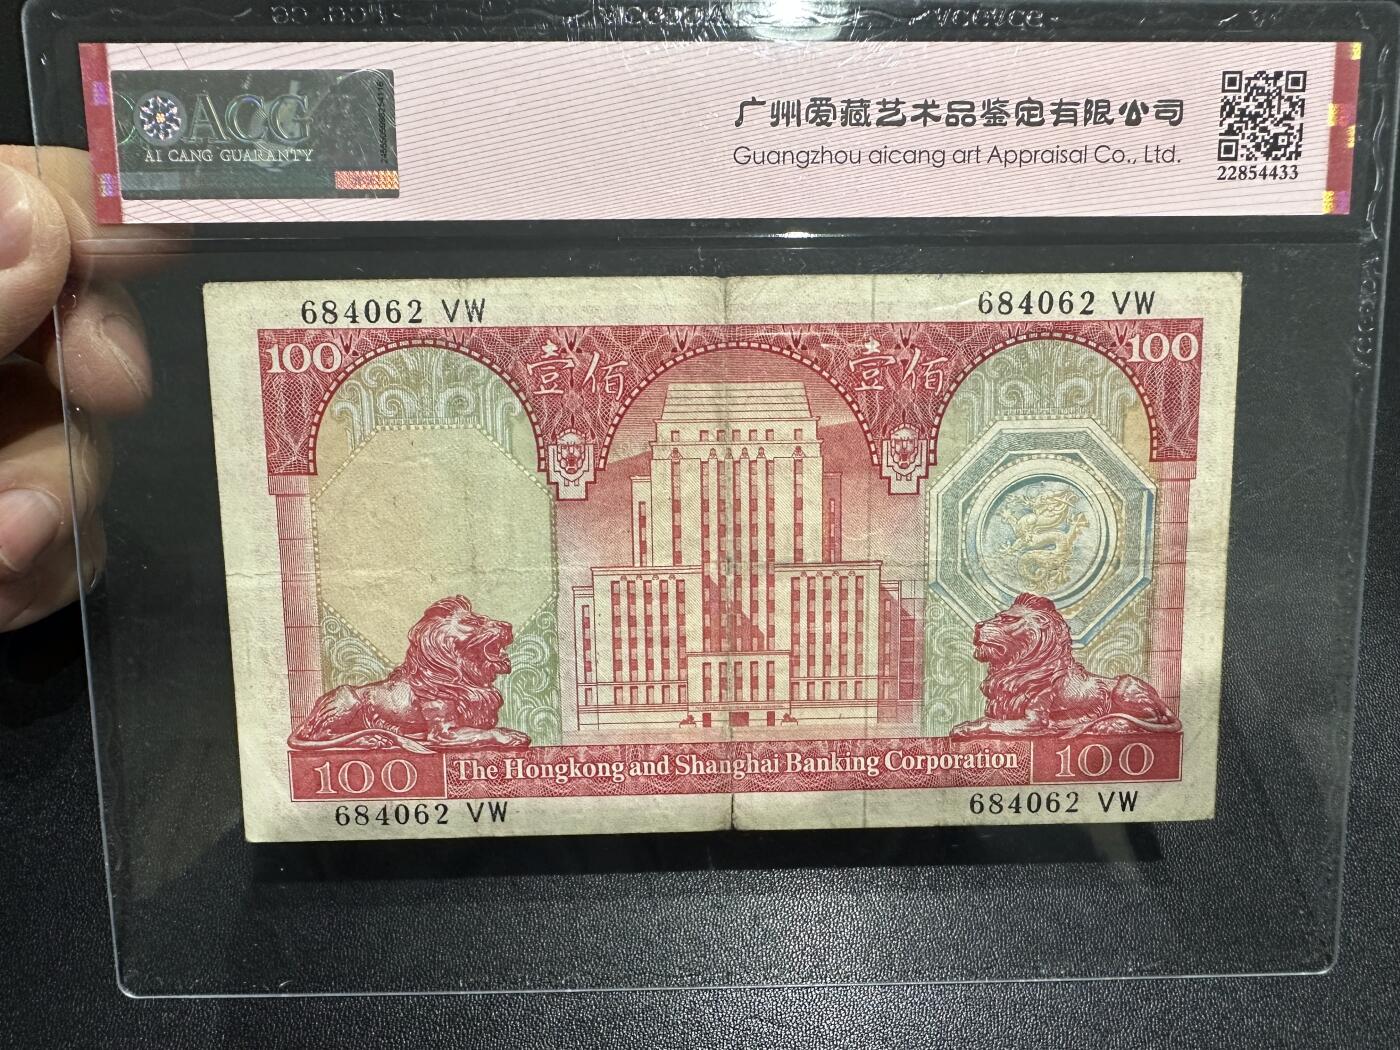 ACG
AI CANG GUARANTY
广州爱藏艺术品鉴定有限公司
Guangzhou aicang art Appraisal Co., Ltd.
22854433
684062 VW
684062 VW
100
壹佰
壹佰
100
100
The Hongkong and Shanghai Banking Corporation
100
684062 VW
684062 VW